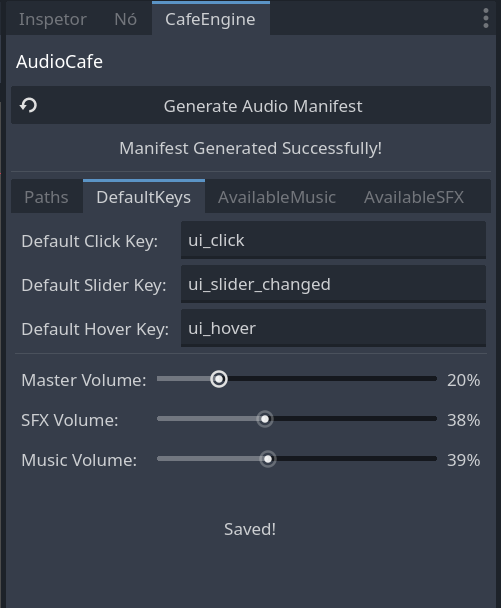 Inspetor Nó CafeEngine
AudioCafe
Generate Audio Manifest
Manifest Generated Successfully!
Paths DefaultKeys AvailableMusic AvailableSFX
Default Click Key: ui_click
Default Slider Key: ui_slider_changed
Default Hover Key: ui_hover
Master Volume: 20%
SFX Volume: 38%
Music Volume: 39%
Saved!